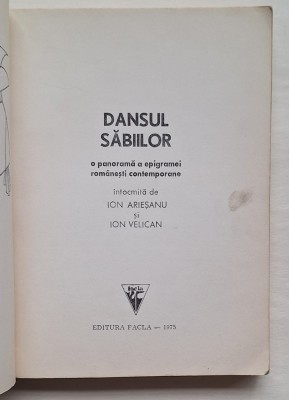 DANSUL
SĂBIILOR
o panoramă a epigramei
românești contemporane
întocmită de
ION ARIEȘANU
și
ION VELICAN
EDITURA FACLA — 1975